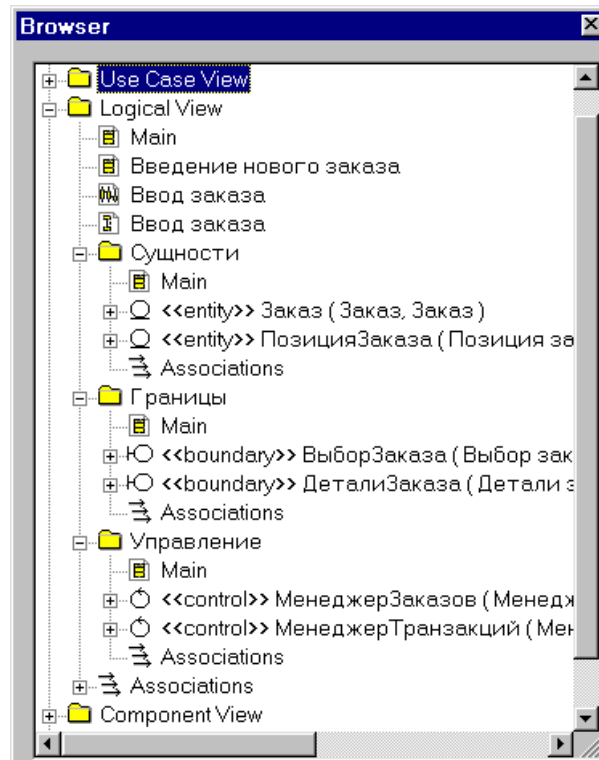 Browser
Use Case View
Logical View
Main
Введение нового заказа
Ввод заказа
Ввод заказа
Сущности
Main
<<entity>> Заказ ( Заказ, Заказ )
<<entity>> ПозицияЗаказа ( Позиция за
Associations
Границы
Main
<<boundary>> ВыборЗаказа ( Выбор зак
<<boundary>> ДеталиЗаказа ( Детали з
Associations
Управление
Main
<<control>> МенеджерЗаказов ( Менедж
<<control>> МенеджерТранзакций ( Мен
Associations
Associations
Component View